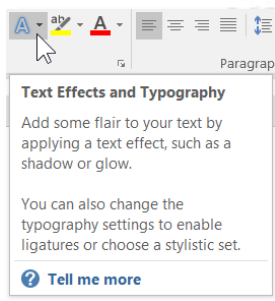 A ab A
Paragrap
Text Effects and Typography
Add some flair to your text by
applying a text effect, such as a
shadow or glow.
You can also change the
typography settings to enable
ligatures or choose a stylistic set.
? Tell me more